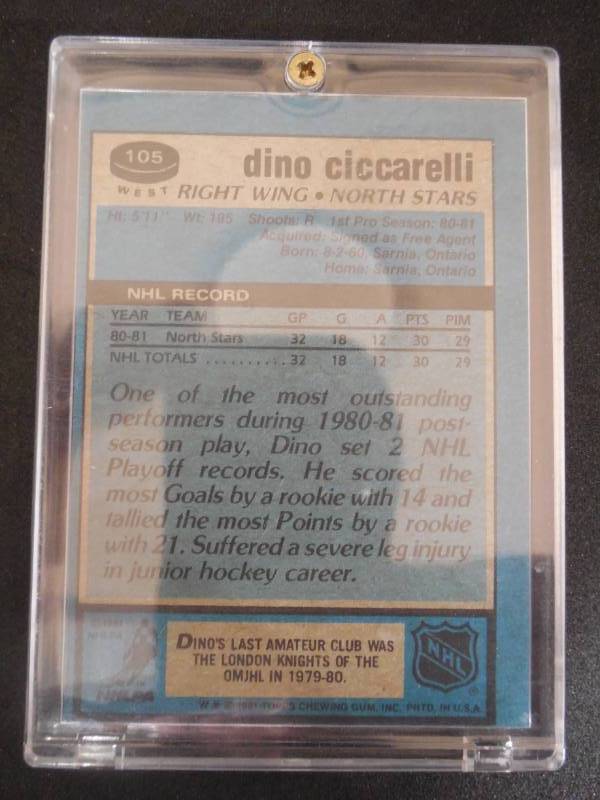 105
WEST
dino ciccarelli
RIGHT WING • NORTH STARS
Ht: 5'11" Wt: 185 Shoots: R 1st Pro Season: 80-81
Acquired: Signed as Free Agent
Born: 8-2-60, Sarnia, Ontario
Home: Sarnia, Ontario
NHL RECORD
YEAR TEAM GP G A PTS PIM
80-81 North Stars 32 18 12 30 29
NHL TOTALS .......... 32 18 12 30 29
One of the most outstanding
performers during 1980-81 post-
season play, Dino set 2 NHL
Playoff records. He scored the
most Goals by a rookie with 14 and
tallied the most Points by a rookie
with 21. Suffered a severe leg injury
in junior hockey career.
DINO'S LAST AMATEUR CLUB WAS
THE LONDON KNIGHTS OF THE
OMJHL IN 1979-80.
NHL
®
© 1981 TOPPS CHEWING GUM, INC. PRTD. IN U.S.A.